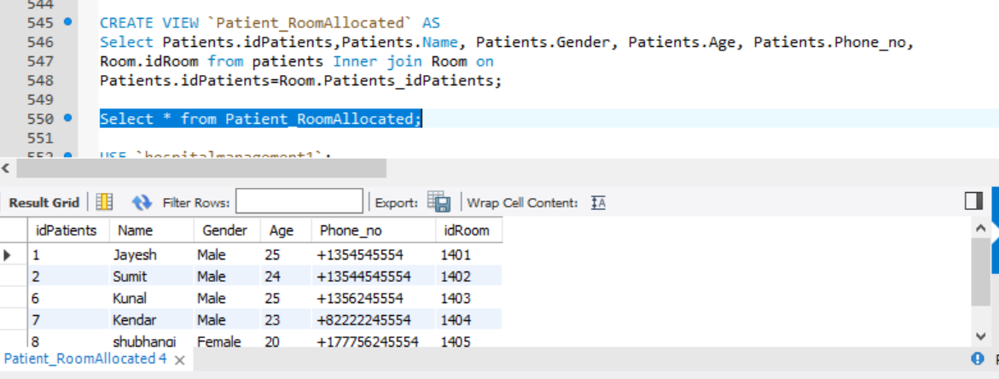 544
545 CREATE VIEW `Patient_RoomAllocated` AS
546 Select Patients.idPatients,Patients.Name, Patients.Gender, Patients.Age, Patients.Phone_no,
547 Room.idRoom from patients Inner join Room on
548 Patients.idPatients=Room.Patients_idPatients;
549
550 Select * from Patient_RoomAllocated;
551
552 USE `hospitalmanagement1`;
Result Grid Filter Rows: Export: Wrap Cell Content: IA
idPatients Name Gender Age Phone_no idRoom
1 Jayesh Male 25 +1354545554 1401
2 Sumit Male 24 +13544545554 1402
6 Kunal Male 25 +1356245554 1403
7 Kendar Male 23 +82222245554 1404
8 shubhangi Female 20 +177756245554 1405
Patient_RoomAllocated 4